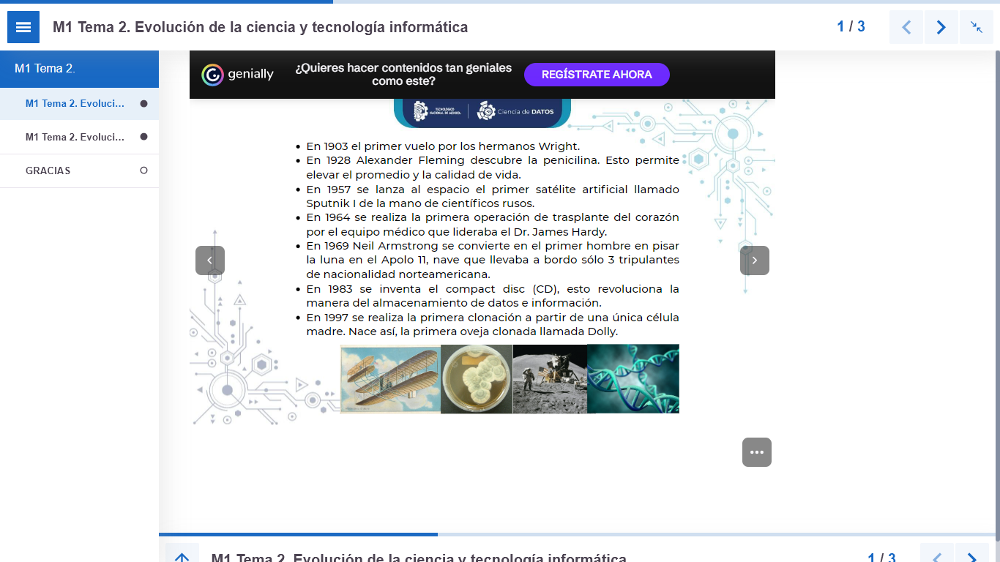 M1 Tema 2. Evolución de la ciencia y tecnología informática
1 / 3
M1 Tema 2.
M1 Tema 2. Evoluci...
M1 Tema 2. Evoluci...
GRACIAS
genially
¿Quieres hacer contenidos tan geniales
como este?
REGÍSTRATE AHORA
TECNOLÓGICO
NACIONAL DE MÉXICO
Ciencia de DATOS
• En 1903 el primer vuelo por los hermanos Wright.
• En 1928 Alexander Fleming descubre la penicilina. Esto permite
elevar el promedio y la calidad de vida.
• En 1957 se lanza al espacio el primer satélite artificial llamado
Sputnik I de la mano de científicos rusos.
• En 1964 se realiza la primera operación de trasplante del corazón
por el equipo médico que lideraba el Dr. James Hardy.
• En 1969 Neil Armstrong se convierte en el primer hombre en pisar
la luna en el Apolo 11, nave que llevaba a bordo sólo 3 tripulantes
de nacionalidad norteamericana.
• En 1983 se inventa el compact disc (CD), esto revoluciona la
manera del almacenamiento de datos e información.
• En 1997 se realiza la primera clonación a partir de una única célula
madre. Nace así, la primera oveja clonada llamada Dolly.
M1 Tema 2. Evolución de la ciencia y tecnología informática
1 / 3